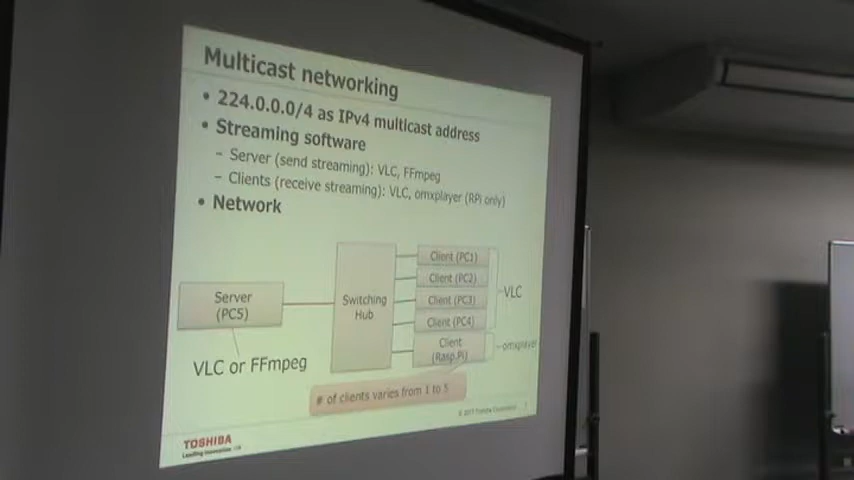 Multicast networking
• 224.0.0.0/4 as IPv4 multicast address
• Streaming software
– Server (send streaming): VLC, FFmpeg
– Clients (receive streaming): VLC, omxplayer (RPi only)
• Network
Server
(PC5)
VLC or FFmpeg
Switching
Hub
Client (PC1)
Client (PC2)
Client (PC3)
Client (PC4)
Client
(Rasp.Pi)
VLC
omxplayer
# of clients varies from 1 to 5
TOSHIBA
Leading Innovation